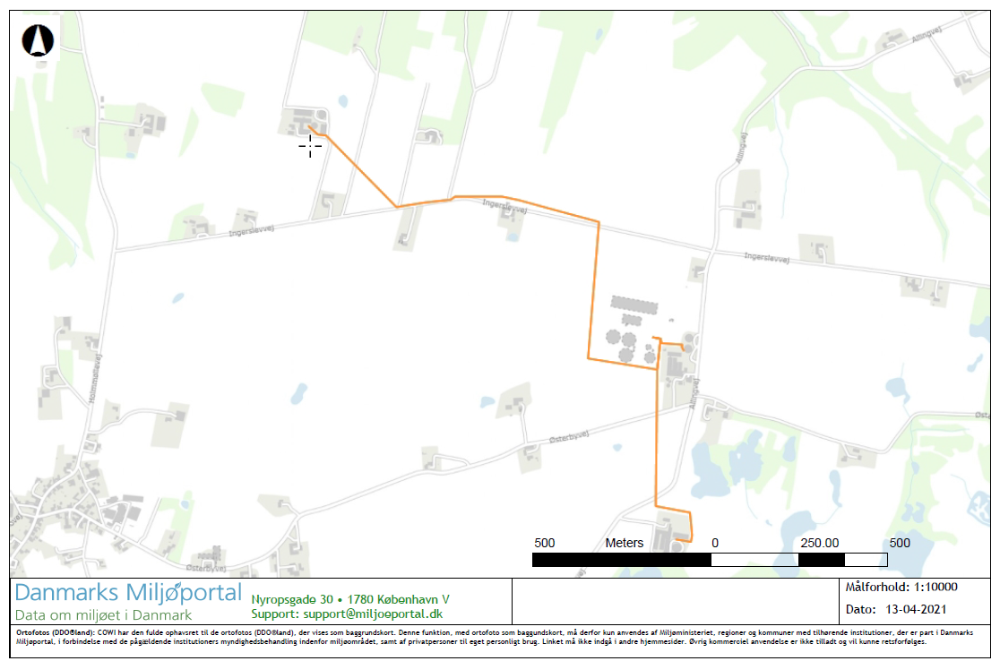 Allingvej
Allingvej
Ingerslevvej
Ingerslevvej
Ingerslevvej
Holmmøllevej
Allingvej
Østerbyvej
Østa
vej
Østerbyvej
500 Meters 0 250.00 500
Danmarks Miljøportal
Data om miljøet i Danmark
Nyropsgade 30 • 1780 København V
Support: support@miljoeportal.dk
Målforhold: 1:10000
Dato: 13-04-2021
Ortofotos (DDO®land): COWI har den fulde ophavsret til de ortofotos (DDO®land), der vises som baggrundskort. Denne funktion, med ortofoto som baggundskort, må derfor kun anvendes af Miljøministeriet, regioner og kommuner med tilhørende institutioner, der er part i Danmarks
Miljøportal, i forbindelse med de pågældende institutioners myndighedsbehandling indenfor miljøområdet, samt af privatpersoner til eget personligt brug. Linket må ikke indgå i andre hjemmesider. Øvrig kommerciel anvendelse er ikke tilladt og vil kunne retsforfølges.